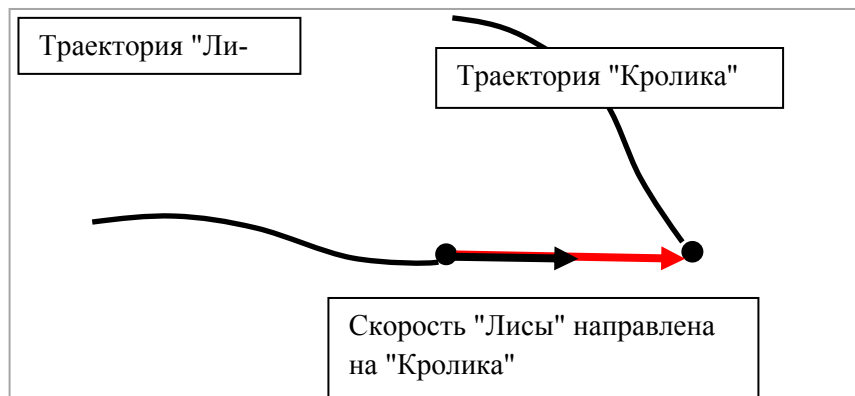 Траектория "Ли-
Траектория "Кролика"
Скорость "Лисы" направлена
на "Кролика"